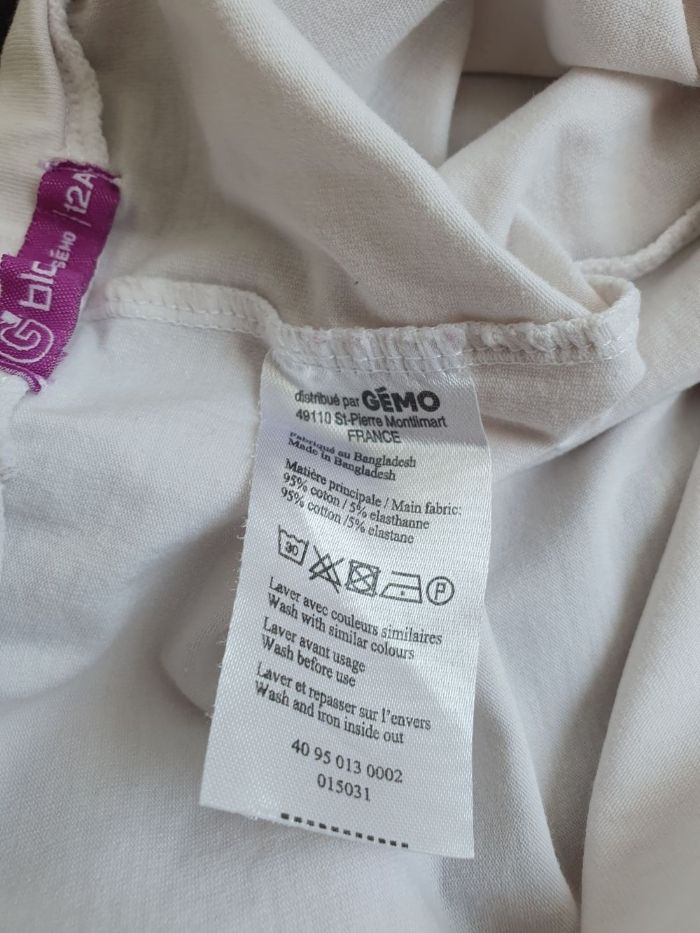 12A
GÉMO
distribué par GÉMO
49110 St-Pierre Montlimart
FRANCE
Fabriqué au Bangladesh
Made in Bangladesh
Matière principale / Main fabric:
95% coton / 5% elasthanne
95% cotton /5% elastane
30
P
Laver avec couleurs similaires
Wash with similar colours
Laver avant usage
Wash before use
Laver et repasser sur l'envers
Wash and iron inside out
40 95 013 0002
015031